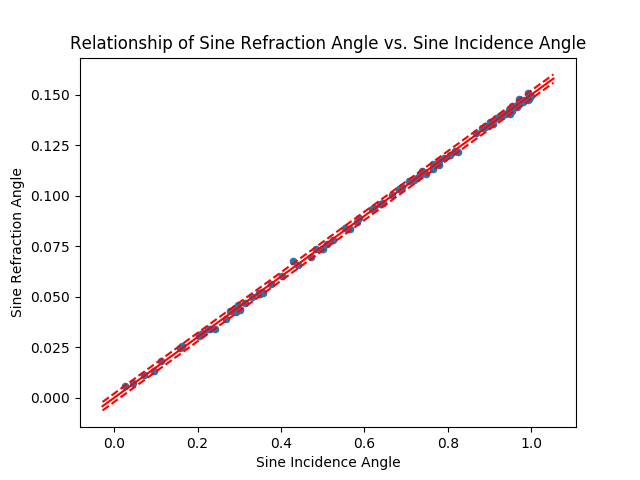 Relationship of Sine Refraction Angle vs. Sine Incidence Angle
0.150
0.125
0.100
0.075
0.050
0.025
0.000
Sine Refraction Angle
0.0 0.2 0.4 0.6 0.8 1.0
Sine Incidence Angle